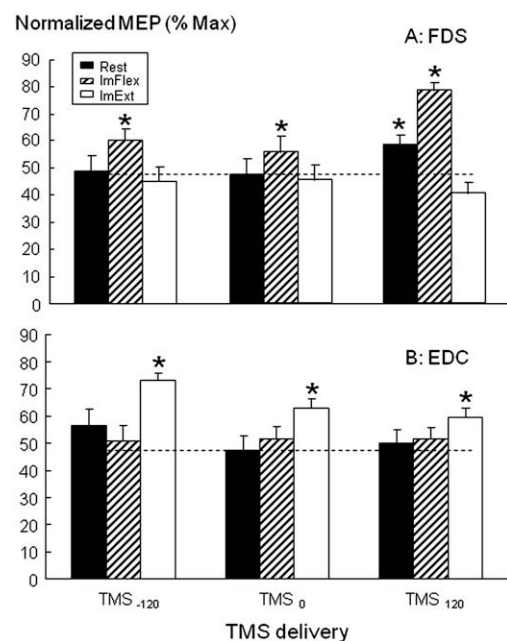 Normalized MEP (% Max)
A: FDS
90
80
70
60
50
40
30
20
10
0
Rest
ImFlex
ImExt
*
*
*
*
B: EDC
90
80
70
60
50
40
30
20
10
0
*
*
*
TMS -120
TMS 0
TMS 120
TMS delivery